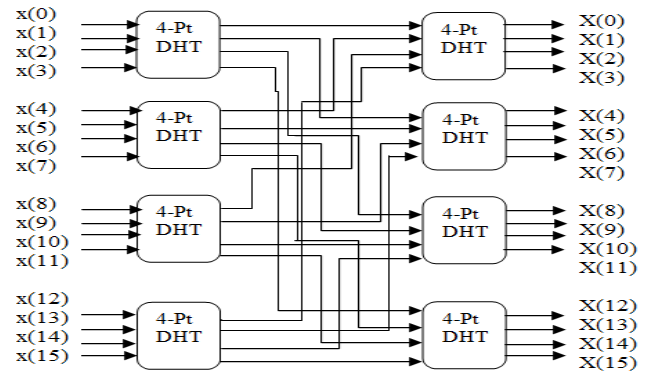 x(0)
x(1)
x(2)
x(3)
4-Pt
DHT
4-Pt
DHT
X(0)
X(1)
X(2)
X(3)
x(4)
x(5)
x(6)
x(7)
4-Pt
DHT
4-Pt
DHT
X(4)
X(5)
X(6)
X(7)
x(8)
x(9)
x(10)
x(11)
4-Pt
DHT
4-Pt
DHT
X(8)
X(9)
X(10)
X(11)
x(12)
x(13)
x(14)
x(15)
4-Pt
DHT
4-Pt
DHT
X(12)
X(13)
X(14)
X(15)